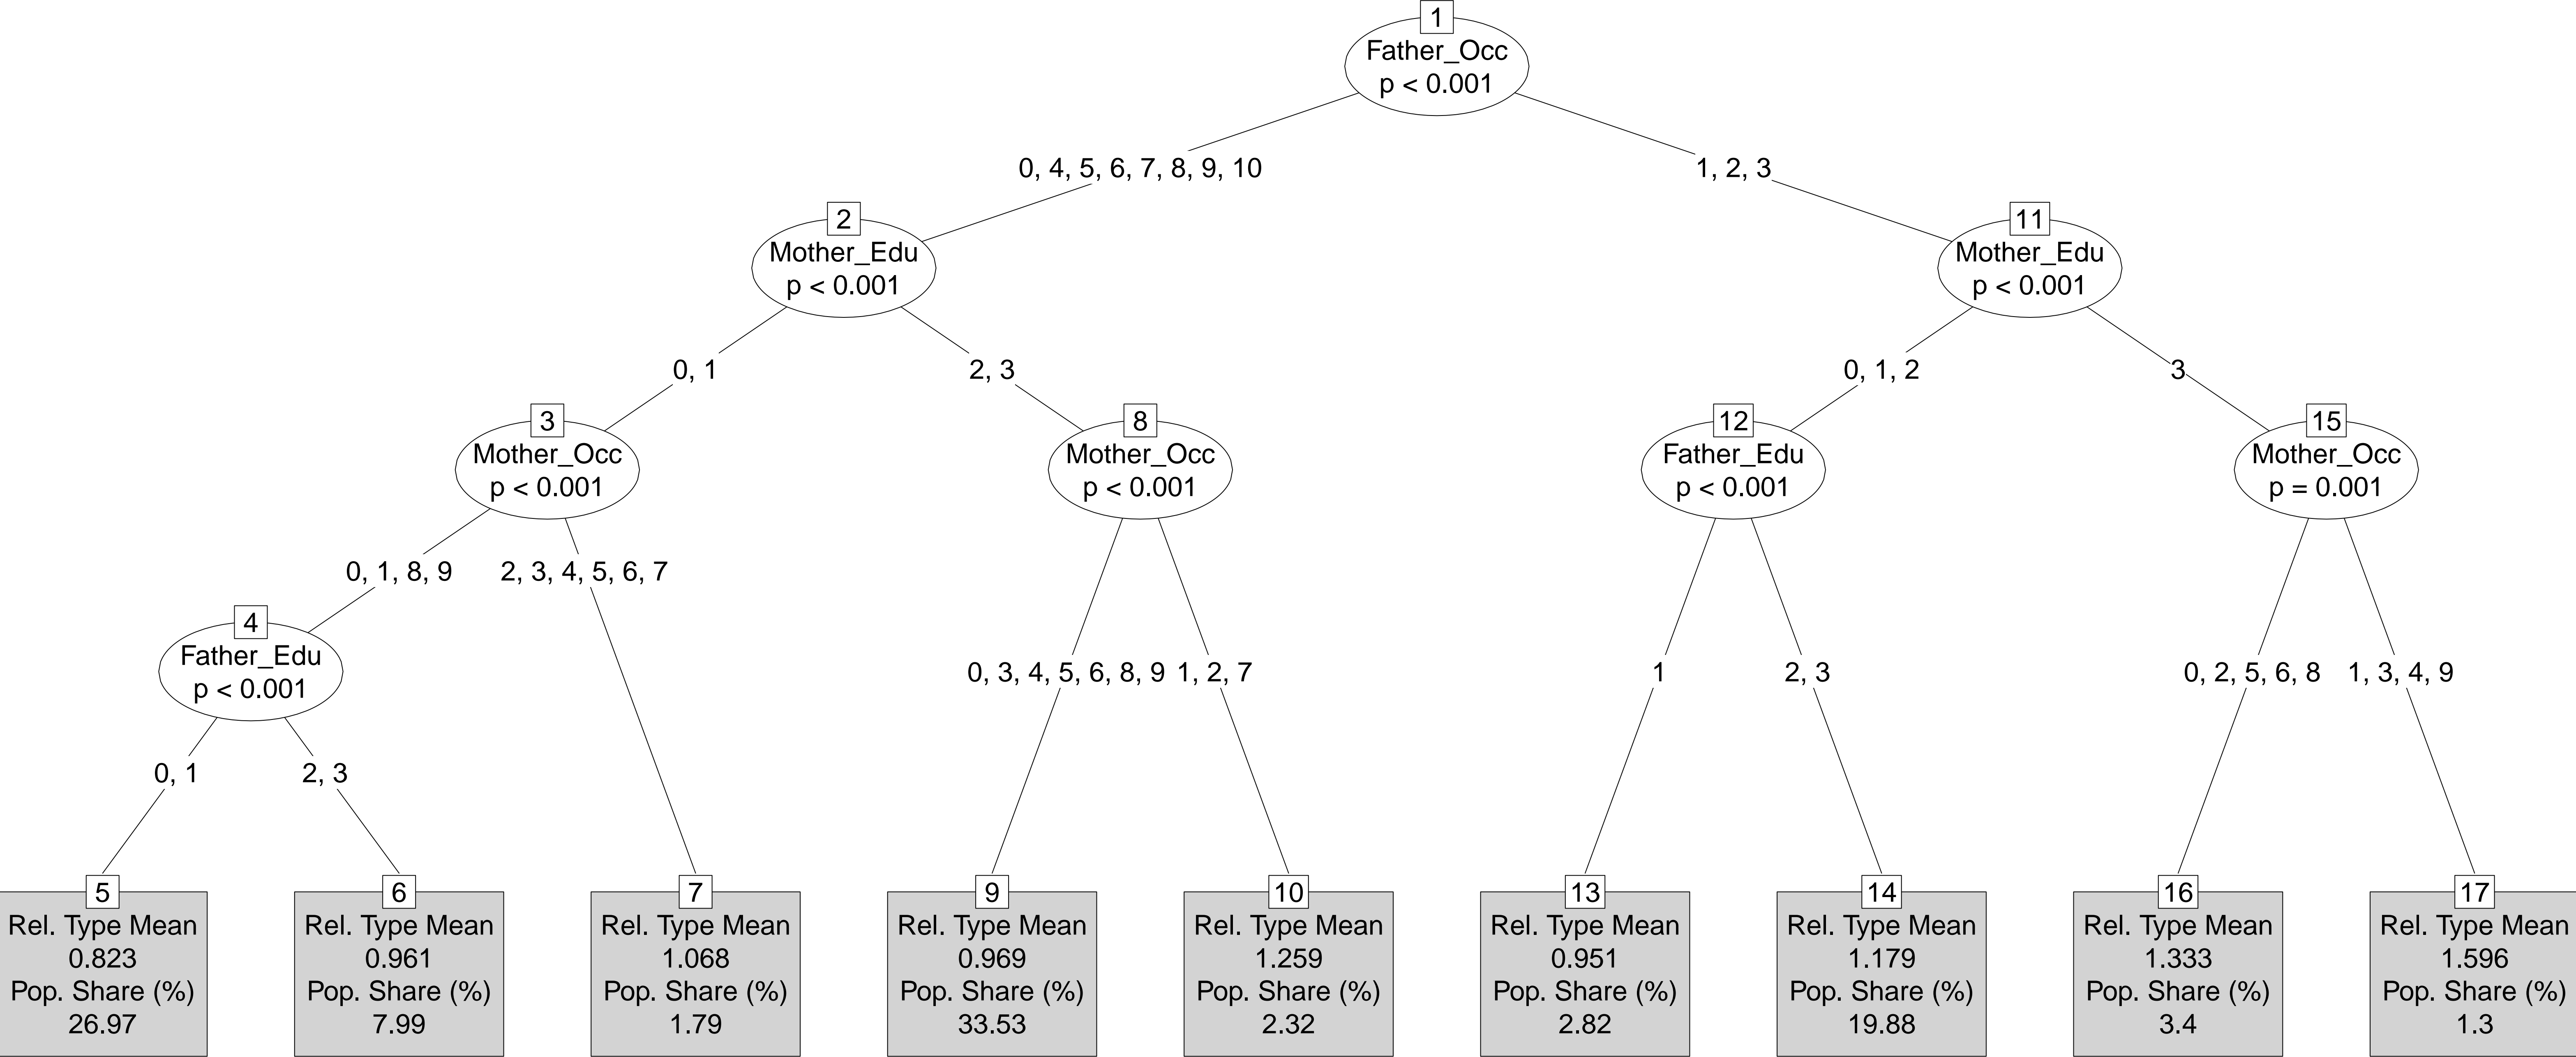 1
Father_Occ
p < 0.001
0, 4, 5, 6, 7, 8, 9, 10
1, 2, 3
2
Mother_Edu
p < 0.001
11
Mother_Edu
p < 0.001
0, 1
2, 3
0, 1, 2
3
3
Mother_Occ
p < 0.001
8
Mother_Occ
p < 0.001
12
Father_Edu
p < 0.001
15
Mother_Occ
p = 0.001
0, 1, 8, 9
2, 3, 4, 5, 6, 7
4
Father_Edu
p < 0.001
0, 3, 4, 5, 6, 8, 9
1, 2, 7
1
2, 3
0, 2, 5, 6, 8
1, 3, 4, 9
0, 1
2, 3
5
Rel. Type Mean
0.823
Pop. Share (%)
26.97
6
Rel. Type Mean
0.961
Pop. Share (%)
7.99
7
Rel. Type Mean
1.068
Pop. Share (%)
1.79
9
Rel. Type Mean
0.969
Pop. Share (%)
33.53
10
Rel. Type Mean
1.259
Pop. Share (%)
2.32
13
Rel. Type Mean
0.951
Pop. Share (%)
2.82
14
Rel. Type Mean
1.179
Pop. Share (%)
19.88
16
Rel. Type Mean
1.333
Pop. Share (%)
3.4
17
Rel. Type Mean
1.596
Pop. Share (%)
1.3